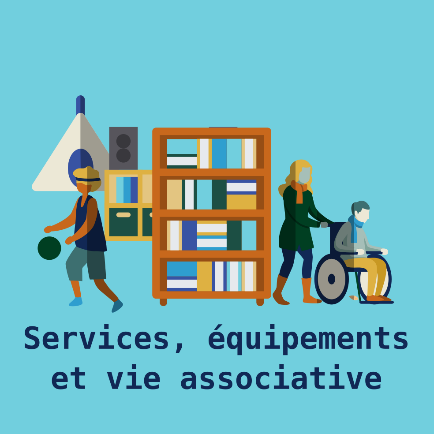 Services, équipements
et vie associative